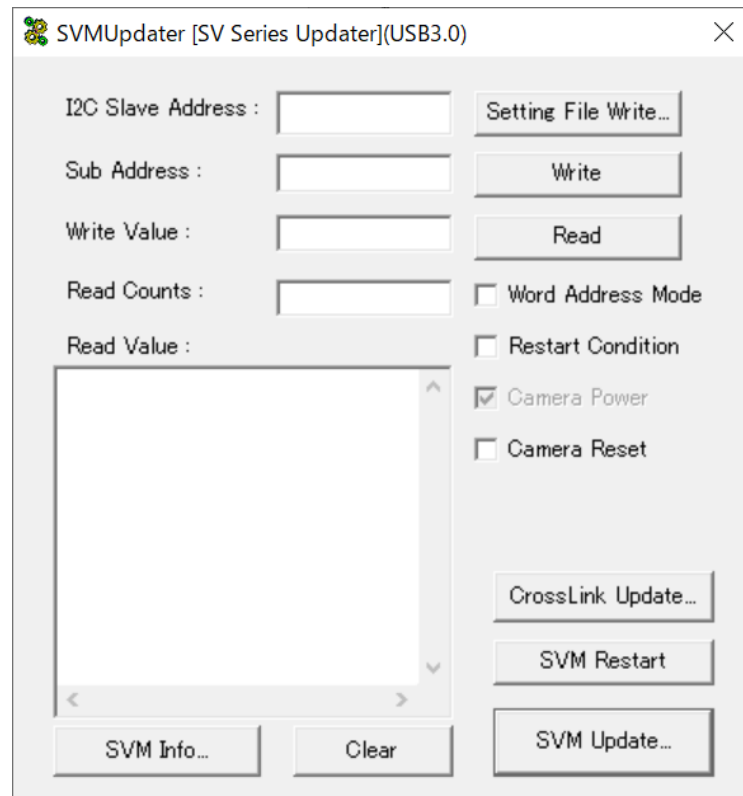 SVMUpdater [SV Series Updater](USB3.0)
I2C Slave Address :
Setting File Write...
Sub Address :
Write
Write Value :
Read
Read Counts :
Word Address Mode
Read Value :
Restart Condition
Camera Power
Camera Reset
CrossLink Update...
SVM Restart
SVM Info...
Clear
SVM Update...